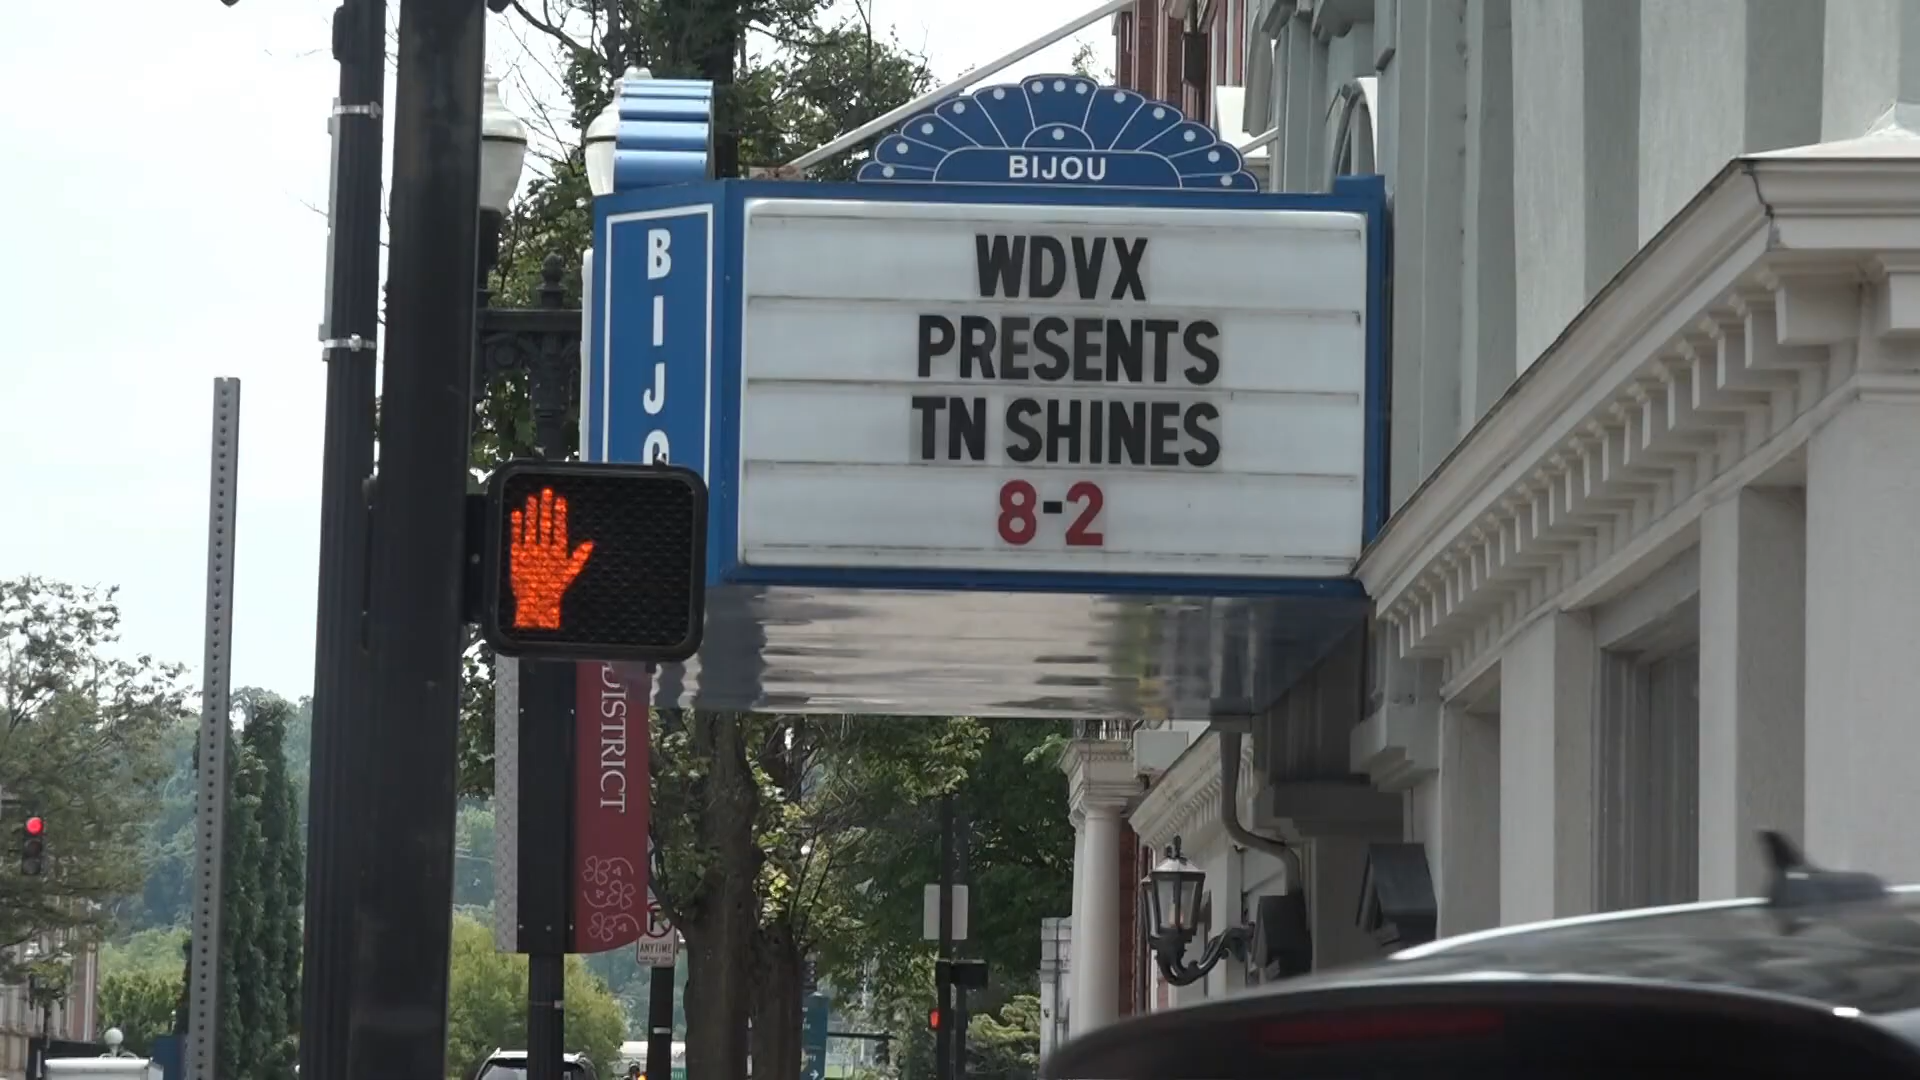 BIJOU
WDVX
PRESENTS
TN SHINES
8-2
BIJO
DISTRICT
ANYTIME